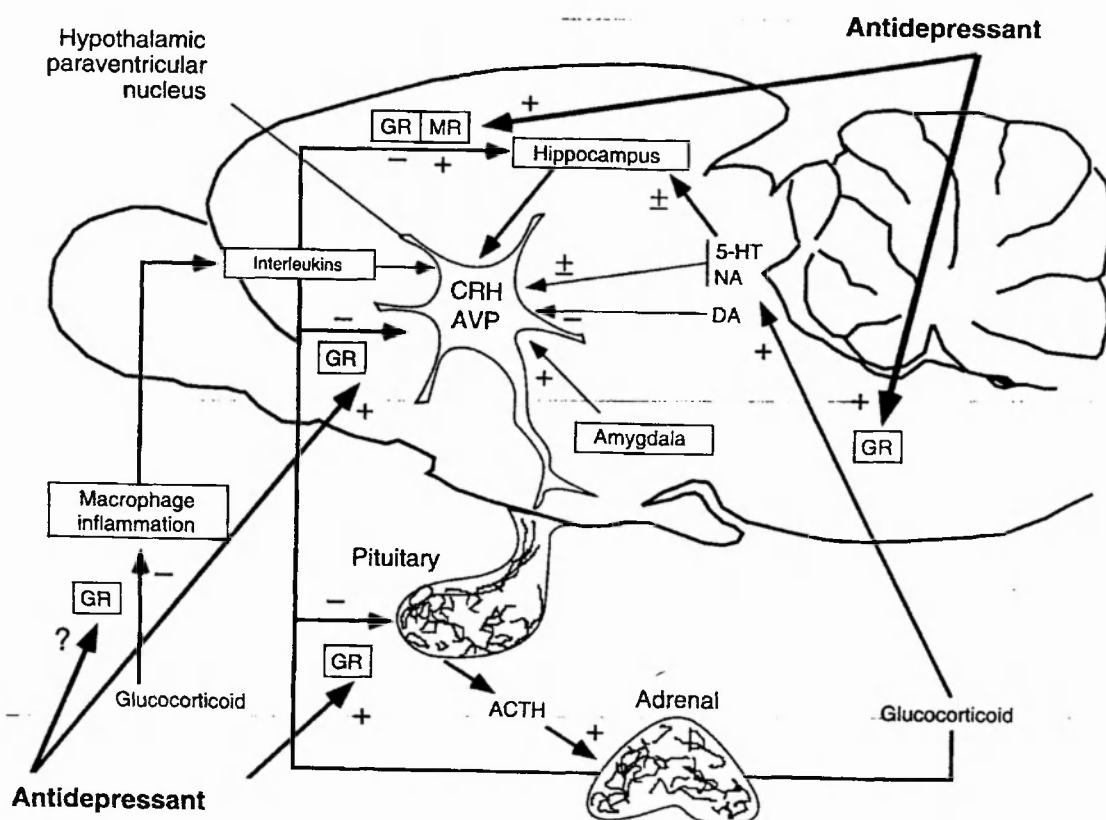 Antidepressant
Hypothalamic
paraventricular
nucleus
+
GR MR
- +
Hippocampus
±
5-HT
NA
Interleukins
±
CRH
AVP
DA
-
-
GR
+
+
+
+
Amygdala
GR
Macrophage
inflammation
Pituitary
-
GR
-
?
GR
Glucocorticoid
+
ACTH
+
Adrenal
Glucocorticoid
Antidepressant